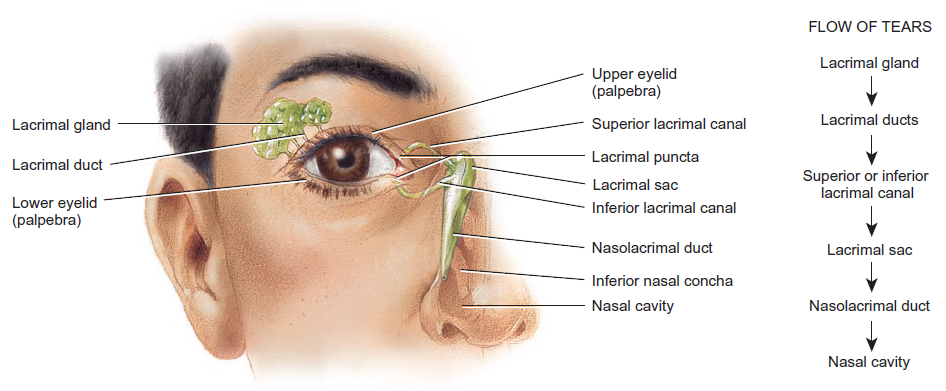 Lacrimal gland
Lacrimal duct
Lower eyelid
(palpebra)
Upper eyelid
(palpebra)
Superior lacrimal canal
Lacrimal puncta
Lacrimal sac
Inferior lacrimal canal
Nasolacrimal duct
Inferior nasal concha
Nasal cavity
FLOW OF TEARS
Lacrimal gland
Lacrimal ducts
Superior or inferior
lacrimal canal
Lacrimal sac
Nasolacrimal duct
Nasal cavity